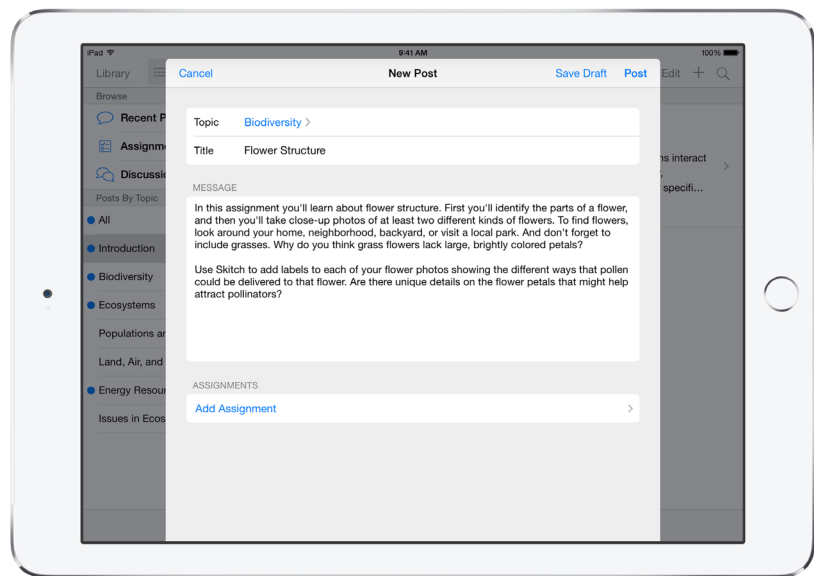 iPad 9:41 AM 100%
Library Cancel New Post Save Draft Post Edit
Browse
Recent P
Topic Biodiversity
Assignme
Title Flower Structure
ns interact
Discussio
specifi...
Posts By Topic
MESSAGE
All
Introduction
Biodiversity
Ecosystems
Populations an
Land, Air, and
Energy Resour
Issues in Ecos
In this assignment you'll learn about flower structure. First you'll identify the parts of a flower,
and then you'll take close-up photos of at least two different kinds of flowers. To find flowers,
look around your home, neighborhood, backyard, or visit a local park. And don't forget to
include grasses. Why do you think grass flowers lack large, brightly colored petals?
Use Skitch to add labels to each of your flower photos showing the different ways that pollen
could be delivered to that flower. Are there unique details on the flower petals that might help
attract pollinators?
ASSIGNMENTS
Add Assignment